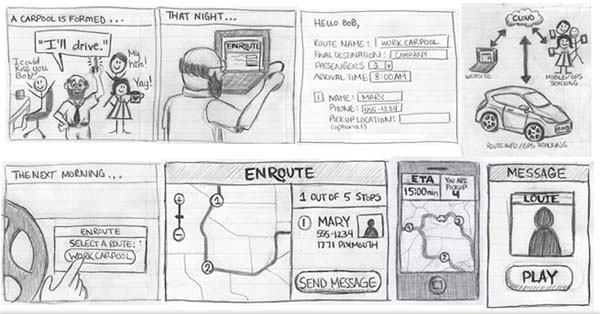 A CARPOOL IS FORMED...
"I'll drive."
I could
Kiss you
Bob!
My
hero!
Yay!
THAT NIGHT...
ENROUTE
HELLO BOB,
ROUTE NAME: WORK CARPOOL
FINAL DESTINATION: COMPANY
PASSENGERS 3
ARRIVAL TIME 8:00AM
1 NAME: MARY
PHONE: 555-1234
PICKUP LOCATION:
(optional)
CLOUD
WEBSITE
MOBILE/GPS
TRACKING
ROUTE INFO/GPS TRACKING
THE NEXT MORNING...
ENROUTE
SELECT A ROUTE:
WORK CARPOOL
ENROUTE
+
-
1
2
1 OUT OF 5 STOPS
1 MARY
555-1234
1771 PLYMOUTH
SEND MESSAGE
ETA
15:00min
YOU ARE
PICKUP
4
MESSAGE
LOUIE
PLAY